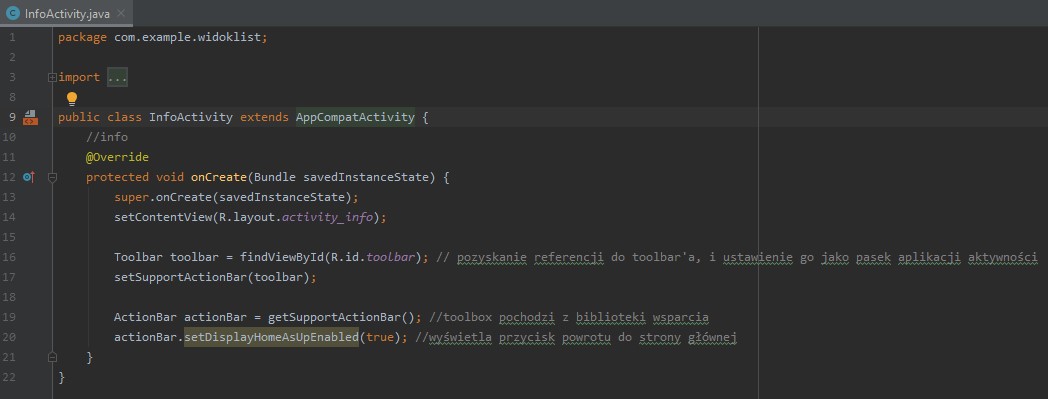 InfoActivity.java
1 package com.example.widoklist;
2
3 import ...
8
9 public class InfoActivity extends AppCompatActivity {
10 //info
11 @Override
12 protected void onCreate(Bundle savedInstanceState) {
13 super.onCreate(savedInstanceState);
14 setContentView(R.layout.activity_info);
15
16 Toolbar toolbar = findViewById(R.id.toolbar); // pozyskanie referencji do toolbar'a, i ustawienie go jako pasek aplikacji aktywności
17 setSupportActionBar(toolbar);
18
19 ActionBar actionBar = getSupportActionBar(); //toolbox pochodzi z biblioteki wsparcia
20 actionBar.setDisplayHomeAsUpEnabled(true); //wyświetla przycisk powrotu do strony głównej
21 }
22 }